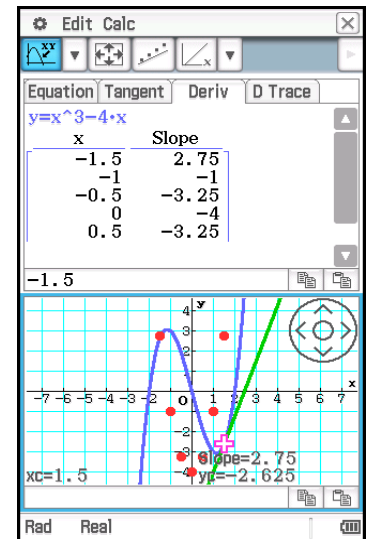 Edit Calc
Equation Tangent Deriv D Trace
y=x^3-4·x
x Slope
-1.5 2.75
-1 -1
-0.5 -3.25
0 -4
0.5 -3.25
-1.5
y
4
3
2
x
-7 -6 -5 -4 -3 -2 0 1 2 3 4 5 6 7
-2
-3
Slope=2.75
-4
xc=1.5 yc=-2.625
Rad Real